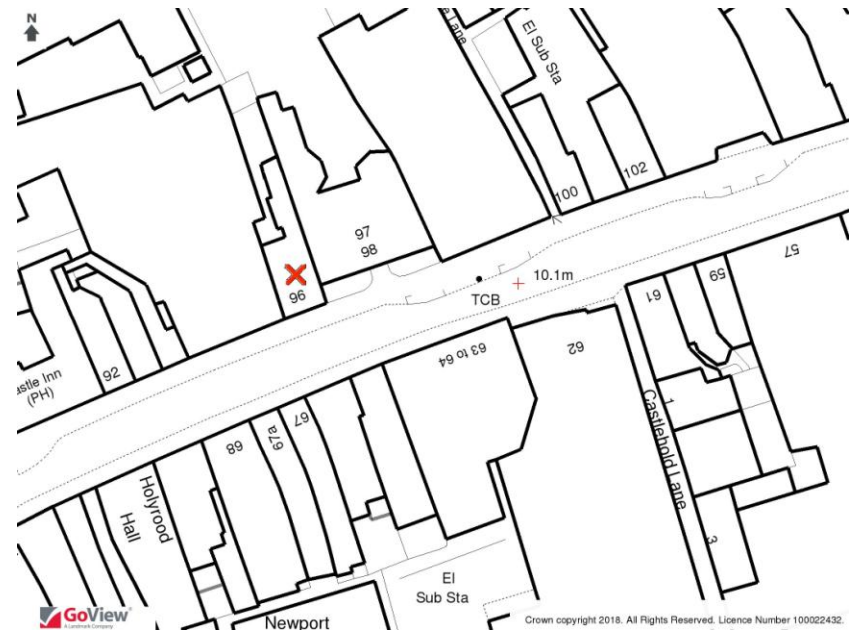 N
e Lane
El Sub Sta
102
100
97
98
96
10.1m
TCB
57
59
61
92
astle Inn
(PH)
63 to 64
62
1
67
67a
68
Castlehold Lane
Holyrood
Hall
3
El
Sub Sta
Newport
GoView
A Landmark Company
Crown copyright 2018. All Rights Reserved. Licence Number 100022432.